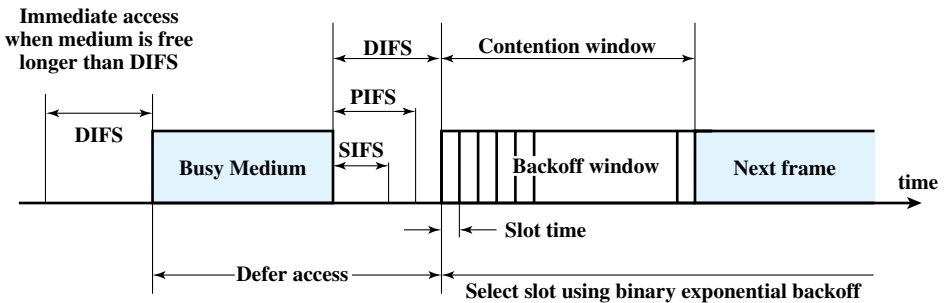 Immediate access
when medium is free
longer than DIFS
DIFS
Contention window
PIFS
DIFS
SIFS
Busy Medium
Backoff window
Next frame
time
Slot time
Defer access
Select slot using binary exponential backoff